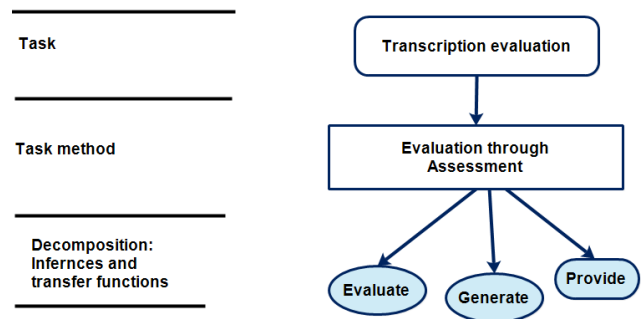 Task
Transcription evaluation
Task method
Evaluation through
Assessment
Decomposition:
Infernces and
transfer functions
Evaluate
Generate
Provide